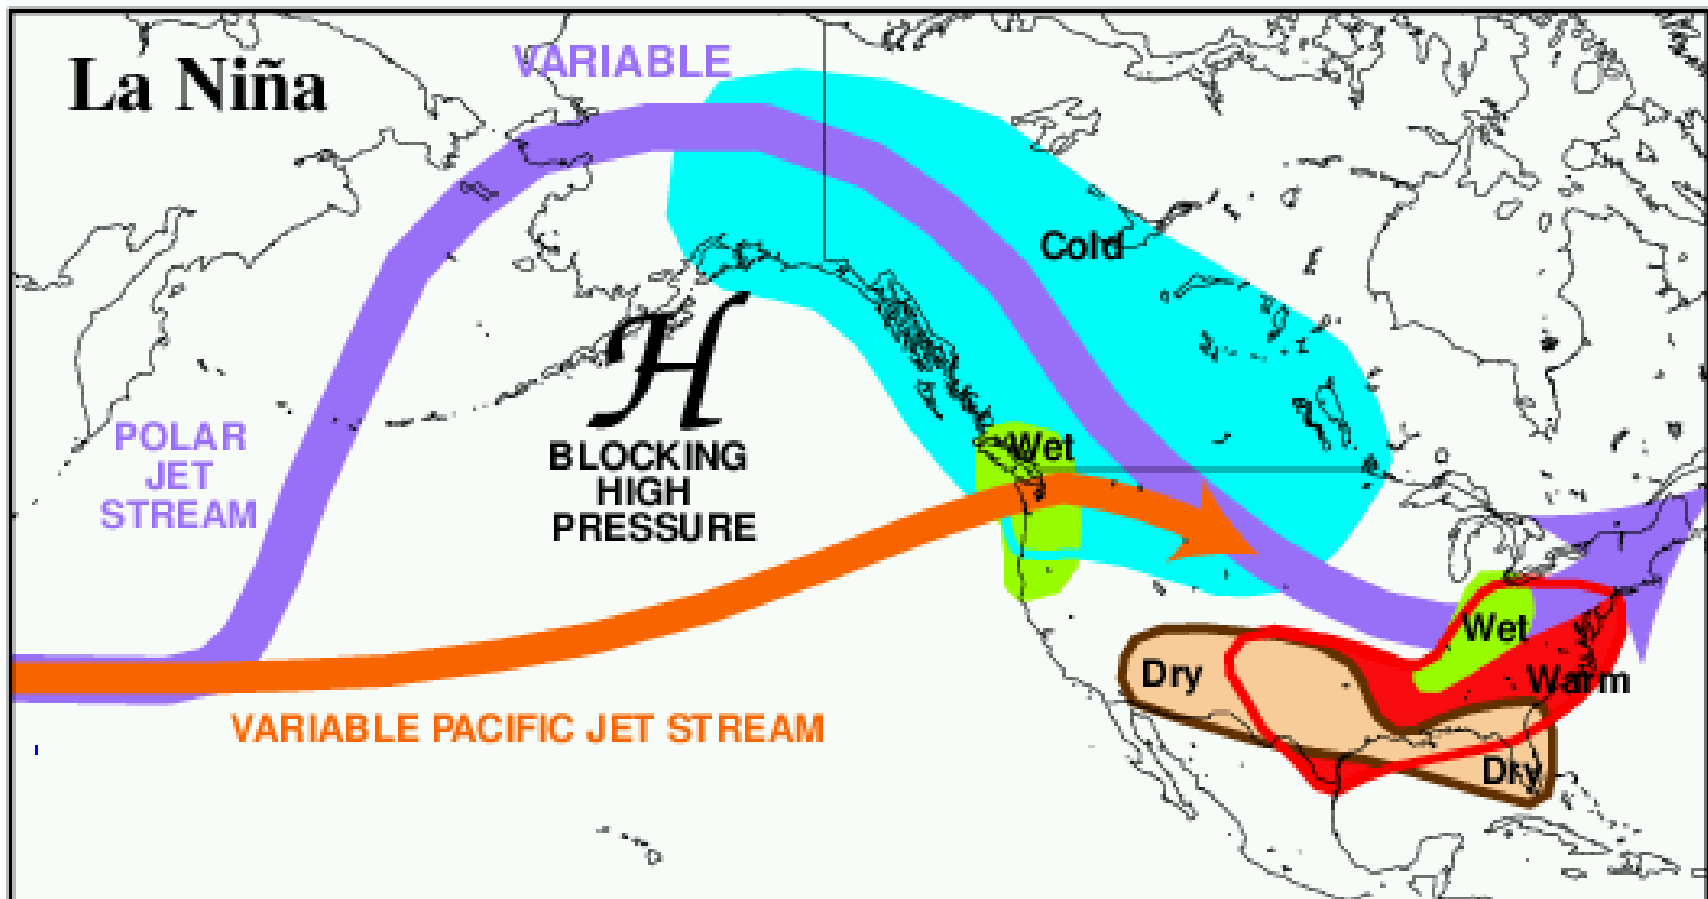 La Niña
VARIABLE
Cold
H
POLAR
JET
STREAM
BLOCKING
HIGH
PRESSURE
Wet
Wet
Dry
Warm
VARIABLE PACIFIC JET STREAM
Dry